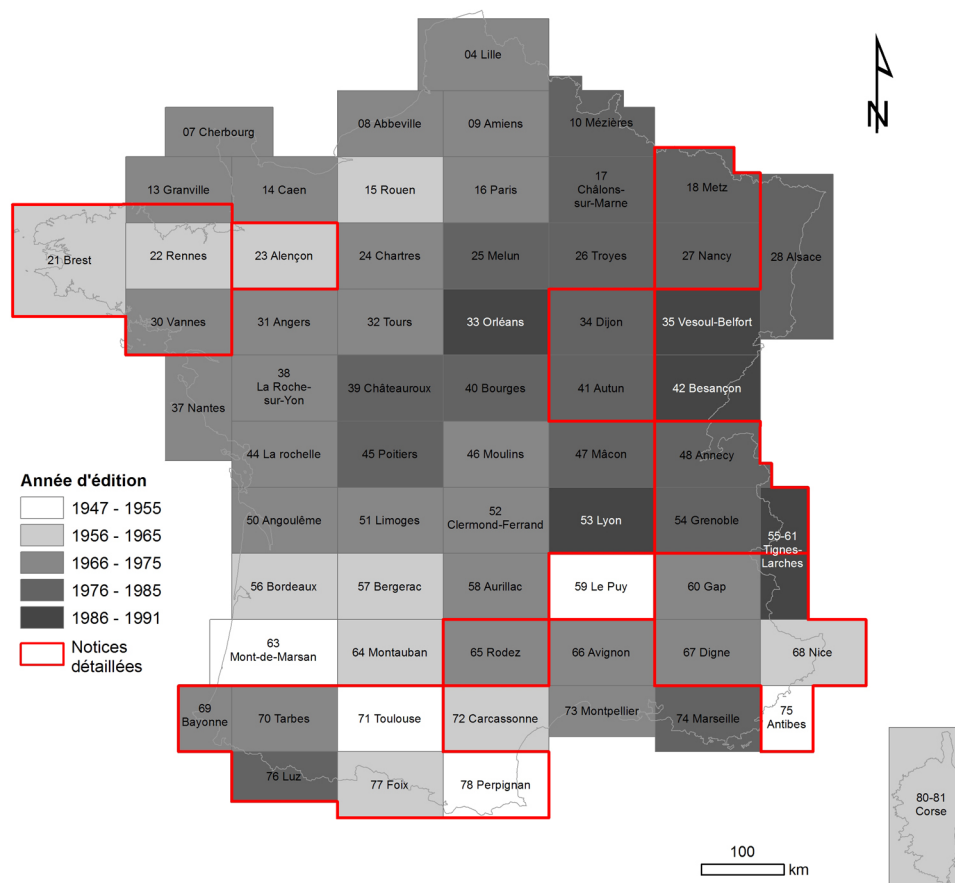 04 Lille
N
08 Abbeville
09 Amiens
10 Mézières
07 Cherbourg
13 Granville
14 Caen
15 Rouen
16 Paris
17
Châlons-
sur-Marne
18 Metz
21 Brest
22 Rennes
23 Alençon
24 Chartres
25 Melun
26 Troyes
27 Nancy
28 Alsace
30 Vannes
31 Angers
32 Tours
33 Orléans
34 Dijon
35 Vesoul-Belfort
37 Nantes
38
La Roche-
sur-Yon
39 Châteauroux
40 Bourges
41 Autun
42 Besançon
44 La rochelle
45 Poitiers
46 Moulins
47 Mâcon
48 Annecy
50 Angoulême
51 Limoges
52
Clermond-Ferrand
53 Lyon
54 Grenoble
55-61
Tignes-
Larches
56 Bordeaux
57 Bergerac
58 Aurillac
59 Le Puy
60 Gap
63
Mont-de-Marsan
64 Montauban
65 Rodez
66 Avignon
67 Digne
68 Nice
69
Bayonne
70 Tarbes
71 Toulouse
72 Carcassonne
73 Montpellier
74 Marseille
75
Antibes
76 Luz
77 Foix
78 Perpignan
80-81
Corse
Année d'édition
1947 - 1955
1956 - 1965
1966 - 1975
1976 - 1985
1986 - 1991
Notices
détaillées
100
km